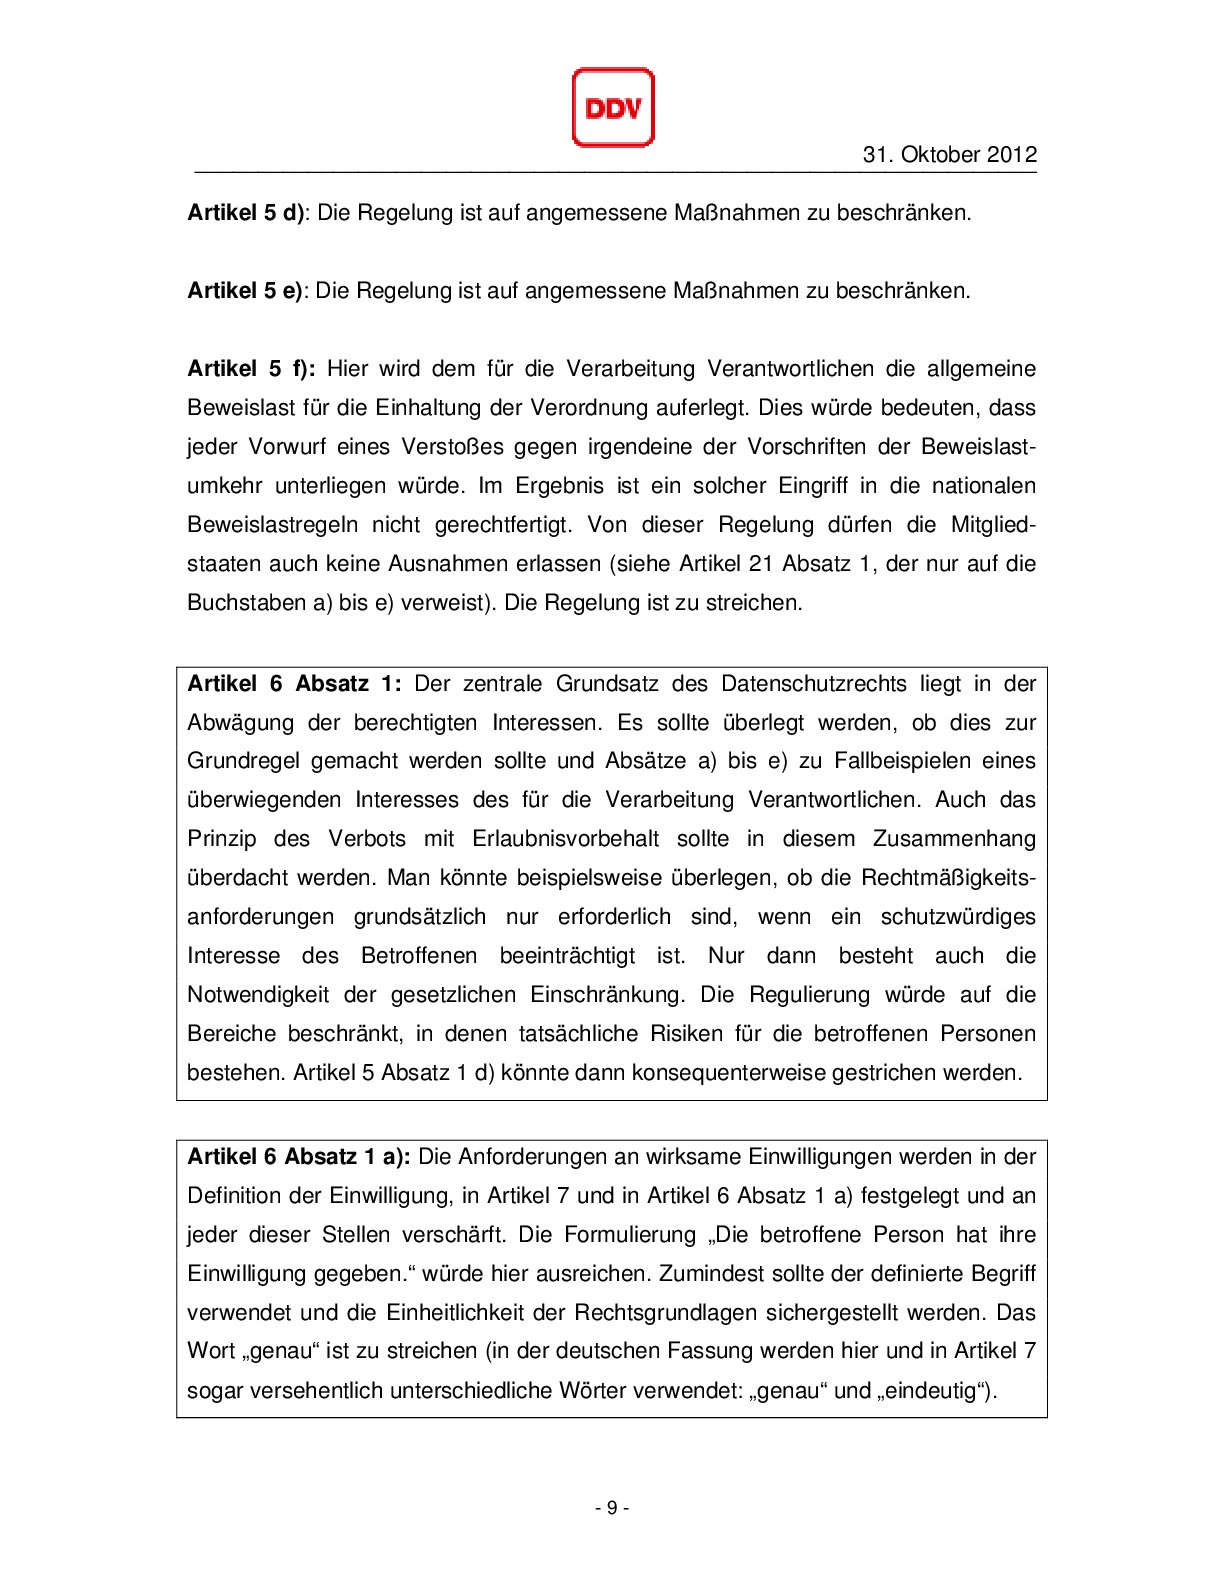 DDV
31. Oktober 2012
Artikel 5 d): Die Regelung ist auf angemessene Maßnahmen zu beschränken.
Artikel 5 e): Die Regelung ist auf angemessene Maßnahmen zu beschränken.
Artikel 5 f): Hier wird dem für die Verarbeitung Verantwortlichen die allgemeine
Beweislast für die Einhaltung der Verordnung auferlegt. Dies würde bedeuten, dass
jeder Vorwurf eines Verstoßes gegen irgendeine der Vorschriften der Beweislast-
umkehr unterliegen würde. Im Ergebnis ist ein solcher Eingriff in die nationalen
Beweislastregeln nicht gerechtfertigt. Von dieser Regelung dürfen die Mitglied-
staaten auch keine Ausnahmen erlassen (siehe Artikel 21 Absatz 1, der nur auf die
Buchstaben a) bis e) verweist). Die Regelung ist zu streichen.
Artikel 6 Absatz 1: Der zentrale Grundsatz des Datenschutzrechts liegt in der
Abwägung der berechtigten Interessen. Es sollte überlegt werden, ob dies zur
Grundregel gemacht werden sollte und Absätze a) bis e) zu Fallbeispielen eines
überwiegenden Interesses des für die Verarbeitung Verantwortlichen. Auch das
Prinzip des Verbots mit Erlaubnisvorbehalt sollte in diesem Zusammenhang
überdacht werden. Man könnte beispielsweise überlegen, ob die Rechtmäßigkeits-
anforderungen grundsätzlich nur erforderlich sind, wenn ein schutzwürdiges
Interesse des Betroffenen beeinträchtigt ist. Nur dann besteht auch die
Notwendigkeit der gesetzlichen Einschränkung. Die Regulierung würde auf die
Bereiche beschränkt, in denen tatsächliche Risiken für die betroffenen Personen
bestehen. Artikel 5 Absatz 1 d) könnte dann konsequenterweise gestrichen werden.
Artikel 6 Absatz 1 a): Die Anforderungen an wirksame Einwilligungen werden in der
Definition der Einwilligung, in Artikel 7 und in Artikel 6 Absatz 1 a) festgelegt und an
jeder dieser Stellen verschärft. Die Formulierung „Die betroffene Person hat ihre
Einwilligung gegeben.“ würde hier ausreichen. Zumindest sollte der definierte Begriff
verwendet und die Einheitlichkeit der Rechtsgrundlagen sichergestellt werden. Das
Wort „genau“ ist zu streichen (in der deutschen Fassung werden hier und in Artikel 7
sogar versehentlich unterschiedliche Wörter verwendet: „genau“ und „eindeutig“).
- 9 -